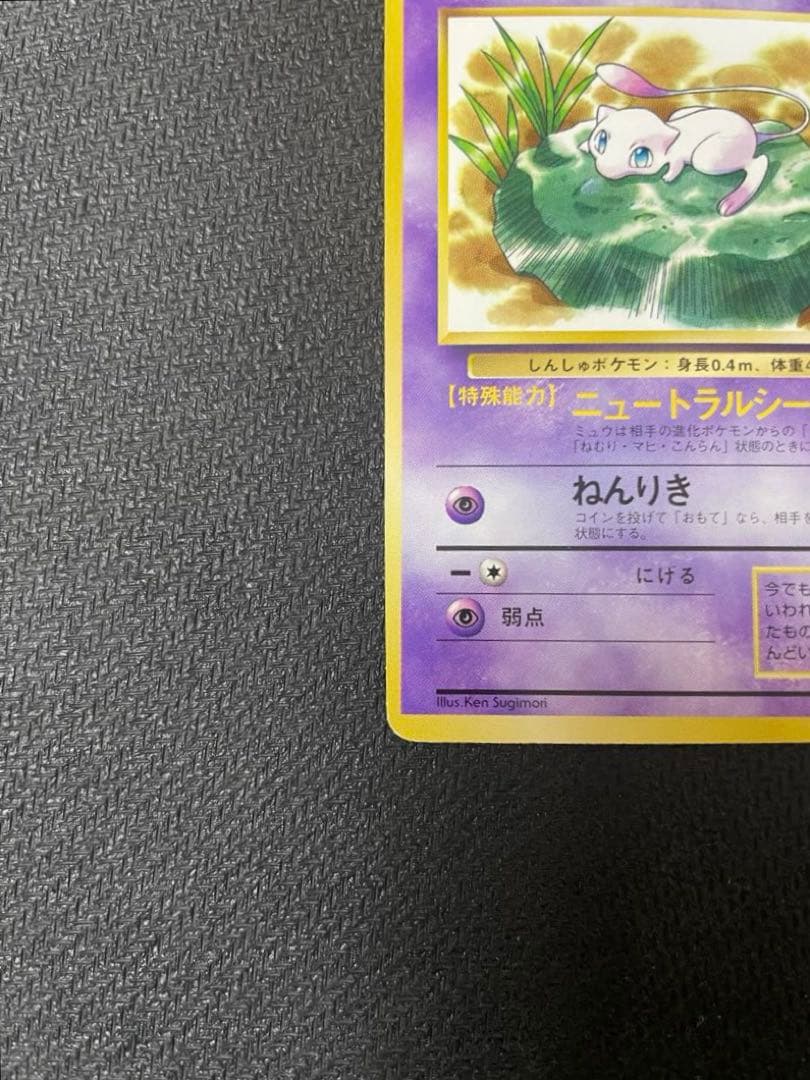 しんしゅポケモン：身長0.4m、体重
【特殊能力】ニュートラルシー
ミュウは相手の進化ポケモンからの「
「ねむり・マヒ・こんらん」状態のときに
ねんりき
コインを投げて「おもて」なら、相手を
状態にする。
にげる
今でも
いわれ
たもの
んどい
弱点
Illus.Ken Sugimori